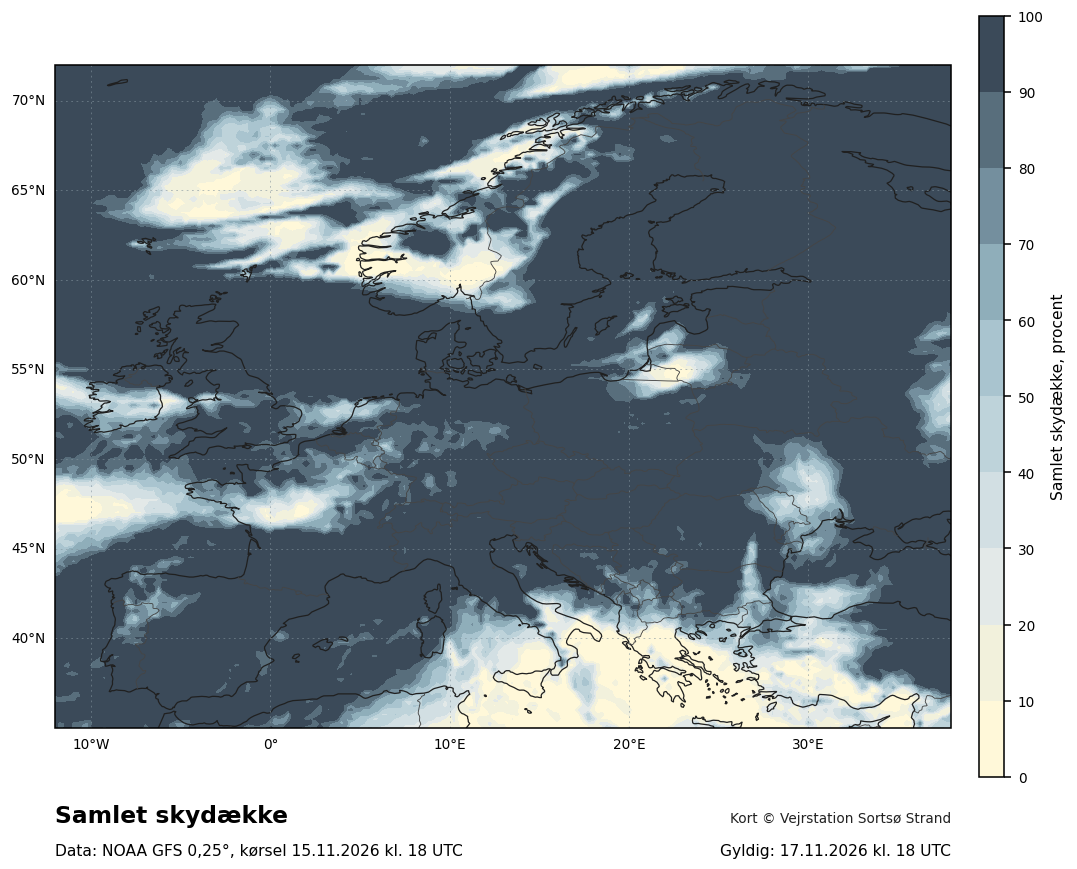 70°N
65°N
60°N
55°N
50°N
45°N
40°N
10°W
0°
10°E
20°E
30°E
100
90
80
70
60
50
40
30
20
10
0
Samlet skydække, procent
Samlet skydække
Kort © Vejrstation Sortsø Strand
Data: NOAA GFS 0,25°, kørsel 15.11.2026 kl. 18 UTC
Gyldig: 17.11.2026 kl. 18 UTC